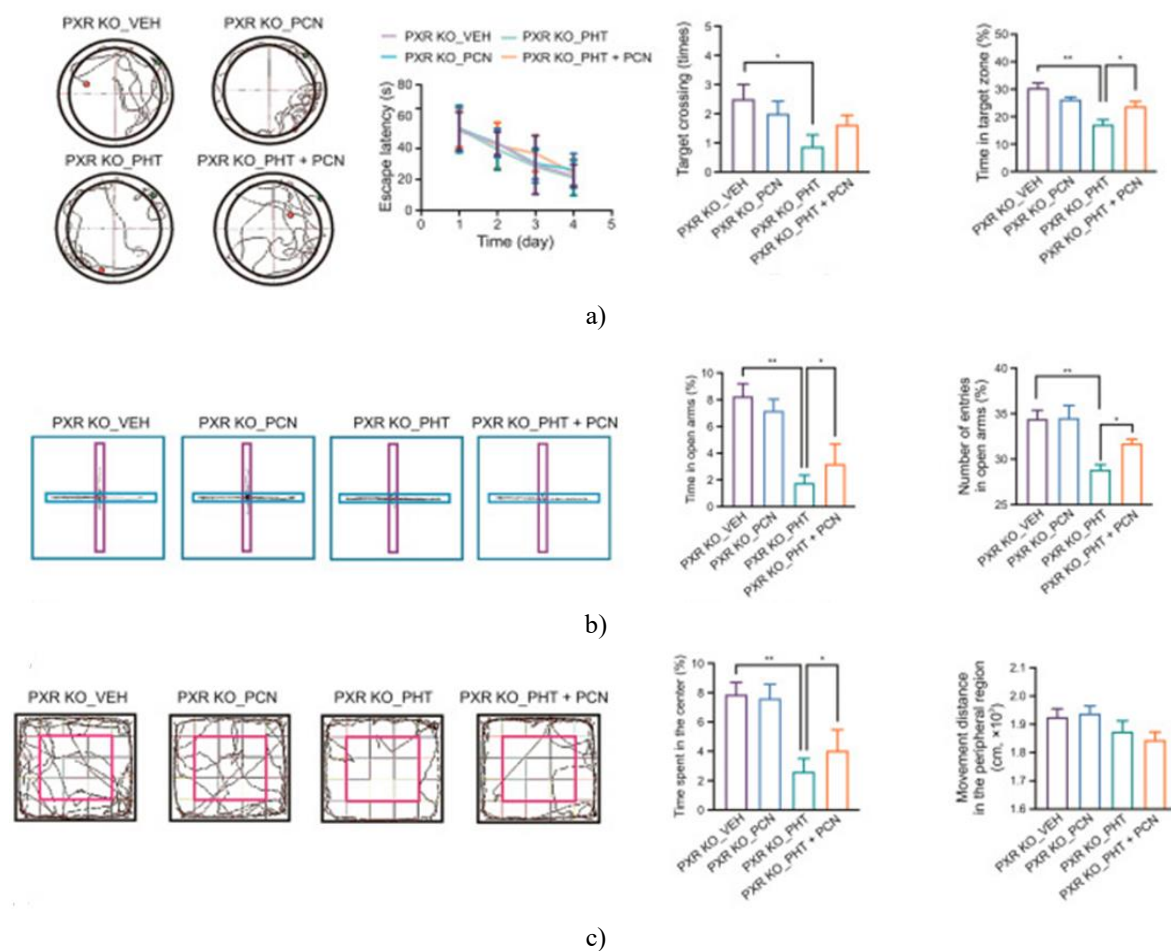 PXR KO_VEH
PXR KO_PCN
PXR KO_PHT
PXR KO_PHT + PCN
PXR KO_VEH
PXR KO_PHT
PXR KO_PCN
PXR KO_PHT + PCN
Escape latency (s)
80
60
40
20
0
0
1
2
3
4
5
Time (day)
Target crossing (times)
5
4
3
2
1
0
*
PXR KO_VEH
PXR KO_PCN
PXR KO_PHT
PXR KO_PHT + PCN
Time in target zone (%)
50
40
30
20
10
0
**
*
PXR KO_VEH
PXR KO_PCN
PXR KO_PHT
PXR KO_PHT + PCN
a)
PXR KO_VEH
PXR KO_PCN
PXR KO_PHT
PXR KO_PHT + PCN
Time in open arms (%)
10
8
6
4
2
0
**
*
PXR KO_VEH
PXR KO_PCN
PXR KO_PHT
PXR KO_PHT + PCN
Number of entries
in open arms (%)
40
35
30
25
**
*
PXR KO_VEH
PXR KO_PCN
PXR KO_PHT
PXR KO_PHT + PCN
b)
PXR KO_VEH
PXR KO_PCN
PXR KO_PHT
PXR KO_PHT + PCN
Time spent in the center (%)
10
8
6
4
2
0
**
*
PXR KO_VEH
PXR KO_PCN
PXR KO_PHT
PXR KO_PHT + PCN
Movement distance
in the peripheral region
(cm, ×10³)
2.1
2.0
1.9
1.8
1.7
1.6
PXR KO_VEH
PXR KO_PCN
PXR KO_PHT
PXR KO_PHT + PCN
c)